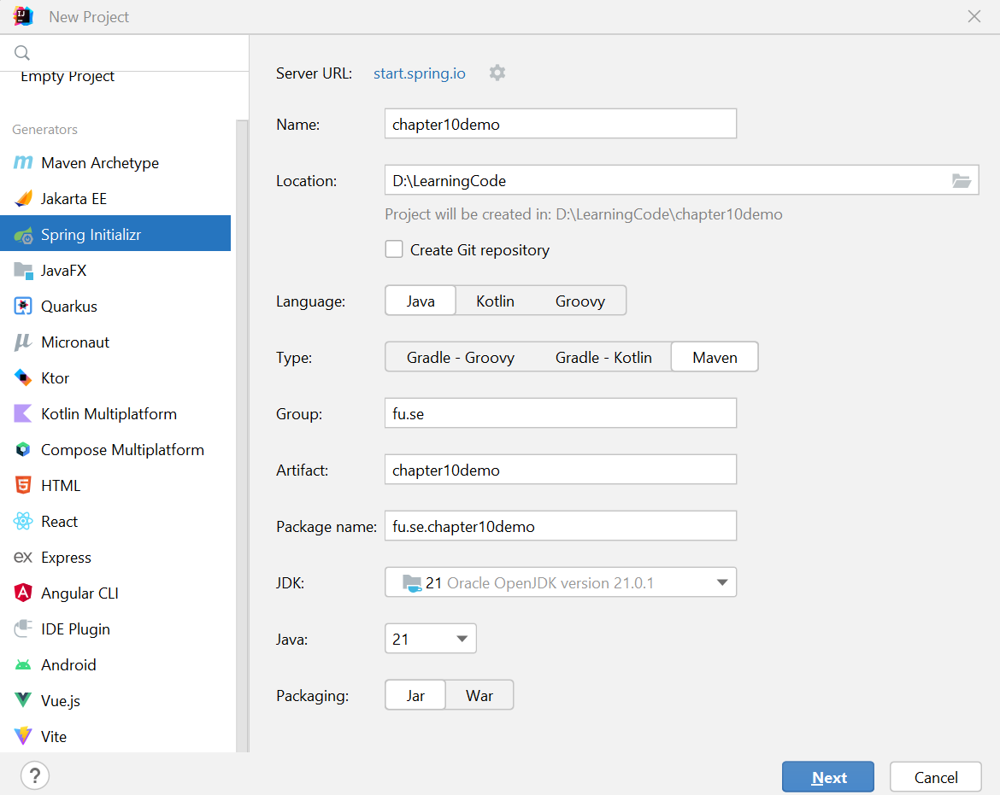 New Project
Empty Project
Generators
Maven Archetype
Jakarta EE
Spring Initializr
JavaFX
Quarkus
Micronaut
Ktor
Kotlin Multiplatform
Compose Multiplatform
HTML
React
Express
Angular CLI
IDE Plugin
Android
Vue.js
Vite
Server URL: start.spring.io
Name: chapter10demo
Location: D:\LearningCode
Project will be created in: D:\LearningCode\chapter10demo
Create Git repository
Language: Java Kotlin Groovy
Type: Gradle - Groovy Gradle - Kotlin Maven
Group: fu.se
Artifact: chapter10demo
Package name: fu.se.chapter10demo
JDK: 21 Oracle OpenJDK version 21.0.1
Java: 21
Packaging: Jar War
? Next Cancel